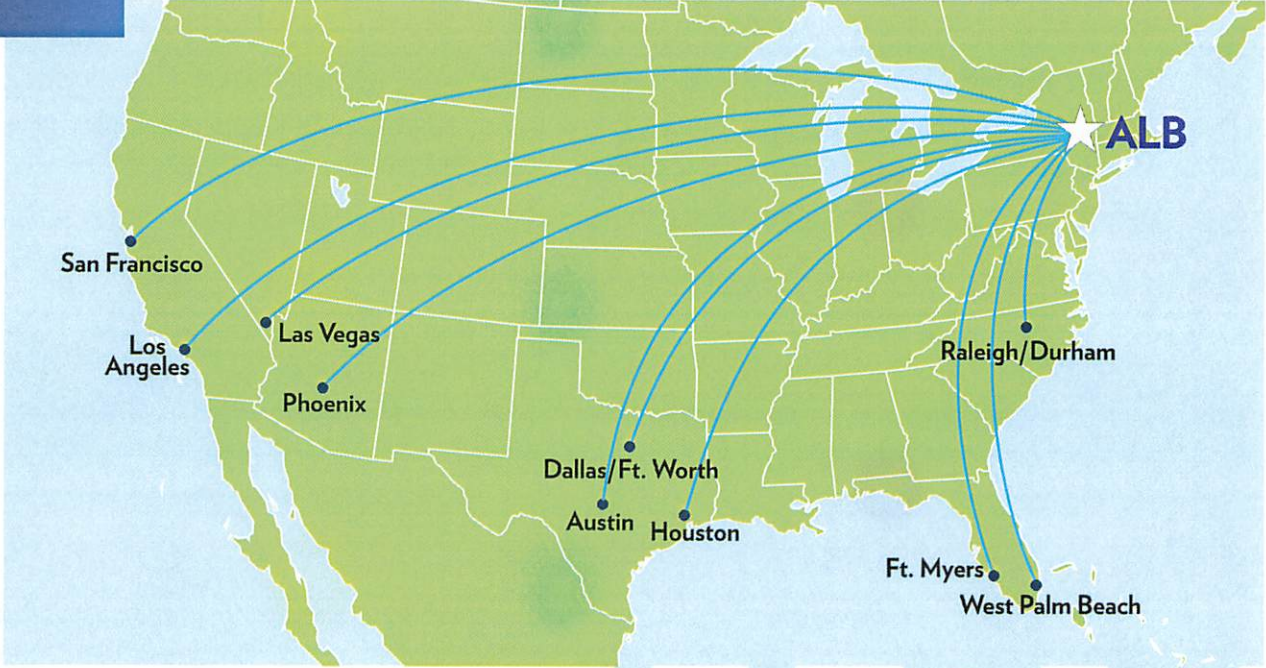 ALB
San Francisco
Los
Angeles
Las Vegas
Phoenix
Raleigh/Durham
Dallas/Ft. Worth
Austin
Houston
Ft. Myers
West Palm Beach